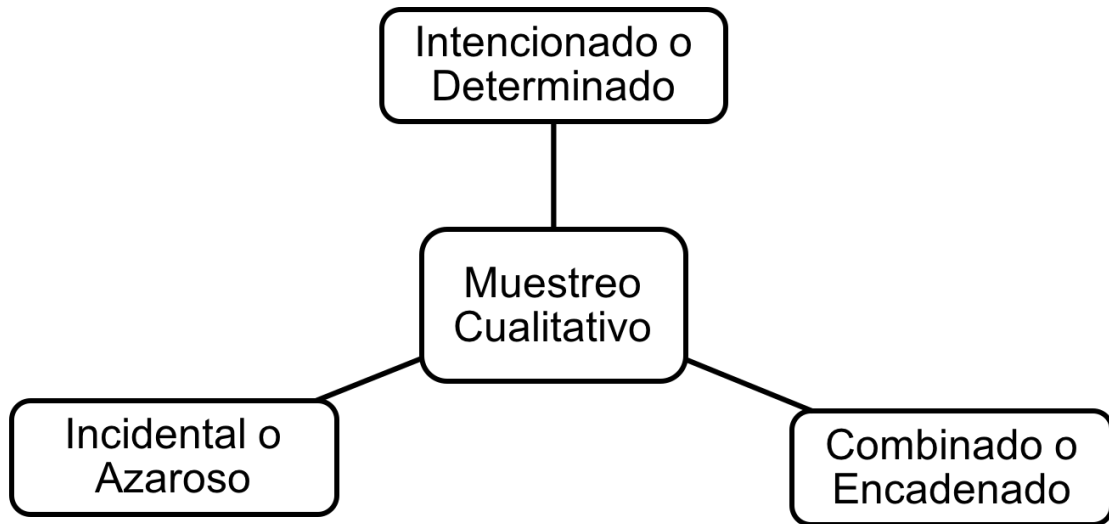 Intencionado o
Determinado
Muestreo
Cualitativo
Incidental o
Azaroso
Combinado o
Encadenado